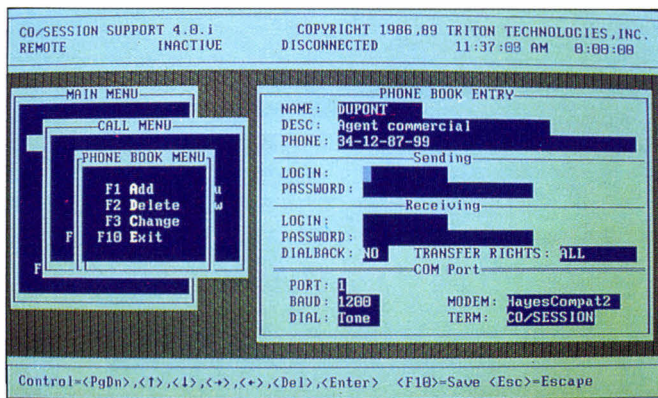 CO/SESSION SUPPORT 4.0.i COPYRIGHT 1986,89 TRITON TECHNOLOGIES,INC.
REMOTE INACTIVE DISCONNECTED 11:37:08 AM 0:00:00
MAIN MENU
CALL MENU
PHONE BOOK MENU
F1 Add
F2 Delete
F3 Change
F10 Exit
u
w
F
F
PHONE BOOK ENTRY
NAME: DUPONT
DESC: Agent commercial
PHONE: 34-12-87-99
Sending
LOGIN:
PASSWORD:
Receiving
LOGIN:
PASSWORD:
DIALBACK: NO TRANSFER RIGHTS: ALL
COM Port
PORT: 1
BAUD: 1200 MODEM: HayesCompat2
DIAL: Tone TERM: CO/SESSION
Control=<PgDn>,<↑>,<↓>,<→>,<←>,<Del>,<Enter> <F10>=Save <Esc>=Escape